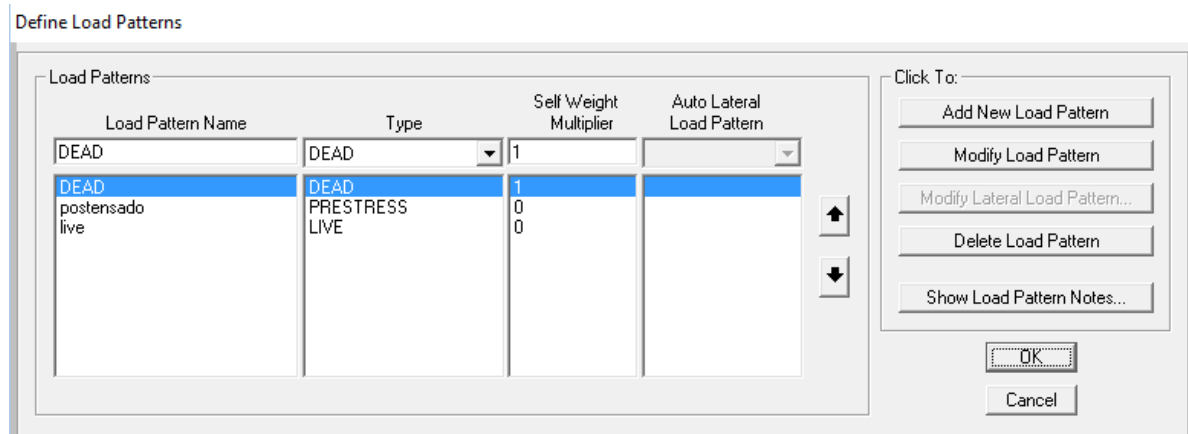 Define Load Patterns
Load Patterns
Load Pattern Name
Type
Self Weight
Multiplier
Auto Lateral
Load Pattern
DEAD
DEAD
1
DEAD DEAD 1
postensado PRESTRESS 0
live LIVE 0
Click To:
Add New Load Pattern
Modify Load Pattern
Modify Lateral Load Pattern...
Delete Load Pattern
Show Load Pattern Notes...
OK
Cancel